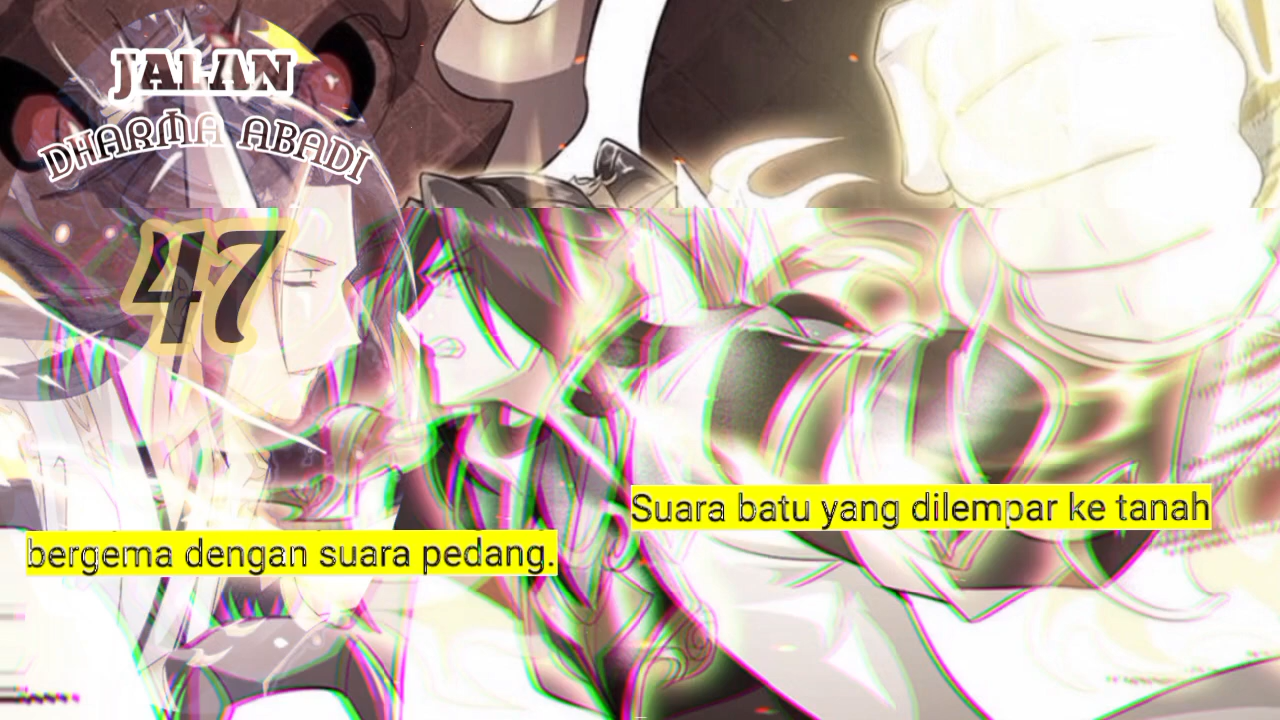 JALAN
DHARMA ABADI
47
Suara batu yang dilempar ke tanah
bergema dengan suara pedang.